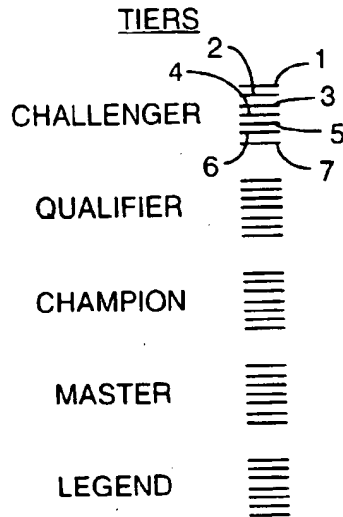 TIERS
2 1
4 3
CHALLENGER 5
6 7
QUALIFIER
CHAMPION
MASTER
LEGEND